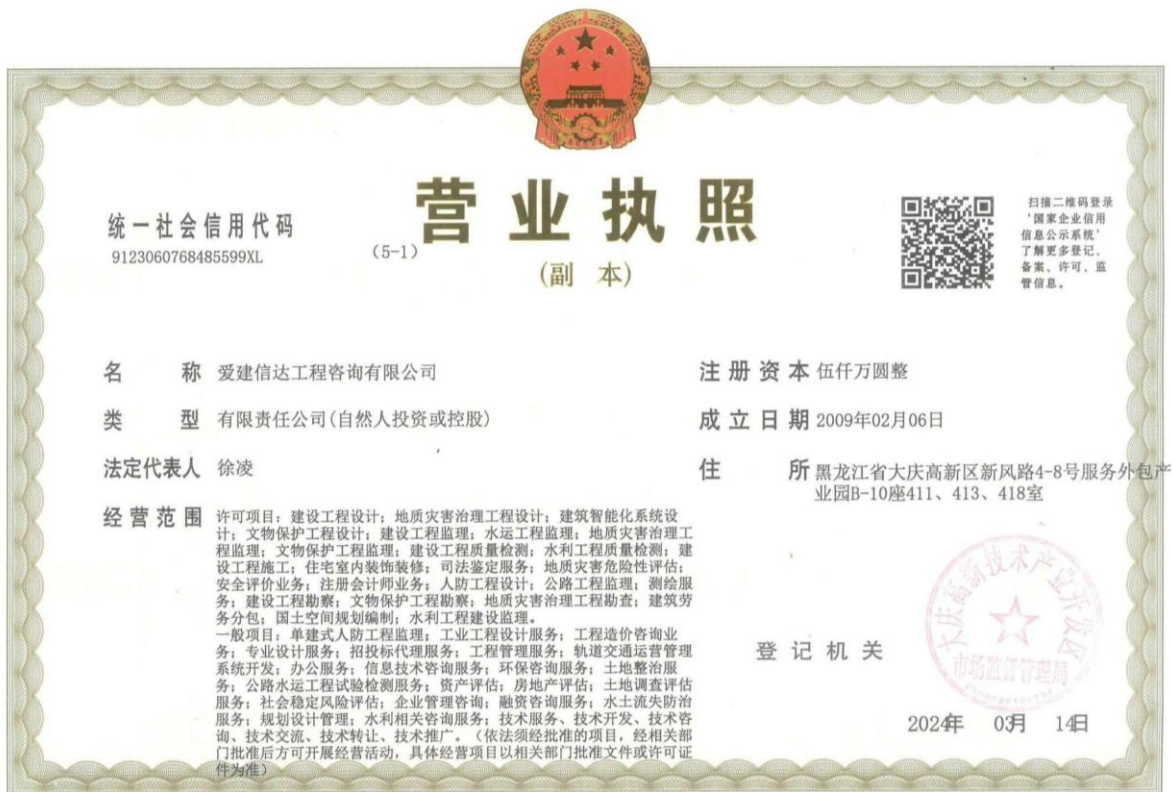 营业执照
(副 本)
(5-1)
统一社会信用代码
9123060768485599XL
扫描二维码登录
'国家企业信用
信息公示系统'
了解更多登记、
备案、许可、监
管信息。
名 称 爱建信达工程咨询有限公司
类 型 有限责任公司(自然人投资或控股)
法定代表人 徐凌
经营范围 许可项目：建设工程设计；地质灾害治理工程设计；建筑智能化系统设
计；文物保护工程设计；建设工程监理；水运工程监理；地质灾害治理工
程监理；文物保护工程监理；建设工程质量检测；水利工程质量检测；建
设工程施工；住宅室内装饰装修；司法鉴定服务；地质灾害危险性评估；
安全评价业务；注册会计师业务；人防工程设计；公路工程监理；测绘服
务；建设工程勘察；文物保护工程勘察；地质灾害治理工程勘查；建筑劳
务分包；国土空间规划编制；水利工程建设监理。
一般项目：单建式人防工程监理；工业工程设计服务；工程造价咨询业
务；专业设计服务；招投标代理服务；工程管理服务；轨道交通运营管理
系统开发；办公服务；信息技术咨询服务；环保咨询服务；土地整治服
务；公路水运工程试验检测服务；资产评估；房地产评估；土地调查评估
服务；社会稳定风险评估；企业管理咨询；融资咨询服务；水土流失防治
服务；规划设计管理；水利相关咨询服务；技术服务、技术开发、技术咨
询、技术交流、技术转让、技术推广。（依法须经批准的项目，经相关部
门批准后方可开展经营活动，具体经营项目以相关部门批准文件或许可证
件为准）
注册资本 伍仟万圆整
成立日期 2009年02月06日
住 所 黑龙江省大庆高新区新风路4-8号服务外包产
业园B-10座411、413、418室
登记机关
大庆高新技术产业开发区
市场监督管理局
2024年 03月 14日